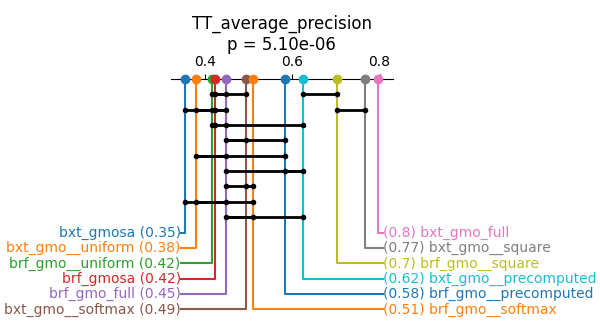 TT_average_precision
p = 5.10e-06
0.4 0.6 0.8
bxt_gmosa (0.35) (0.8) bxt_gmo_full
bxt_gmo__uniform (0.38) (0.77) bxt_gmo__square
brf_gmo__uniform (0.42) (0.7) brf_gmo__square
brf_gmosa (0.42) (0.62) bxt_gmo__precomputed
brf_gmo_full (0.45) (0.58) brf_gmo__precomputed
bxt_gmo__softmax (0.49) (0.51) brf_gmo__softmax